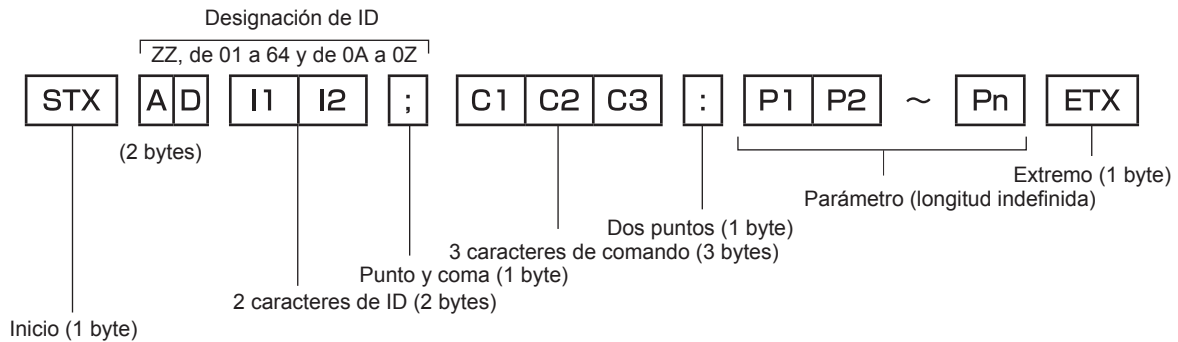 Designación de ID
ZZ, de 01 a 64 y de 0A a 0Z
STX A D I1 I2 ; C1 C2 C3 : P1 P2 ~ Pn ETX
(2 bytes)
Extremo (1 byte)
Parámetro (longitud indefinida)
Dos puntos (1 byte)
3 caracteres de comando (3 bytes)
Punto y coma (1 byte)
2 caracteres de ID (2 bytes)
Inicio (1 byte)